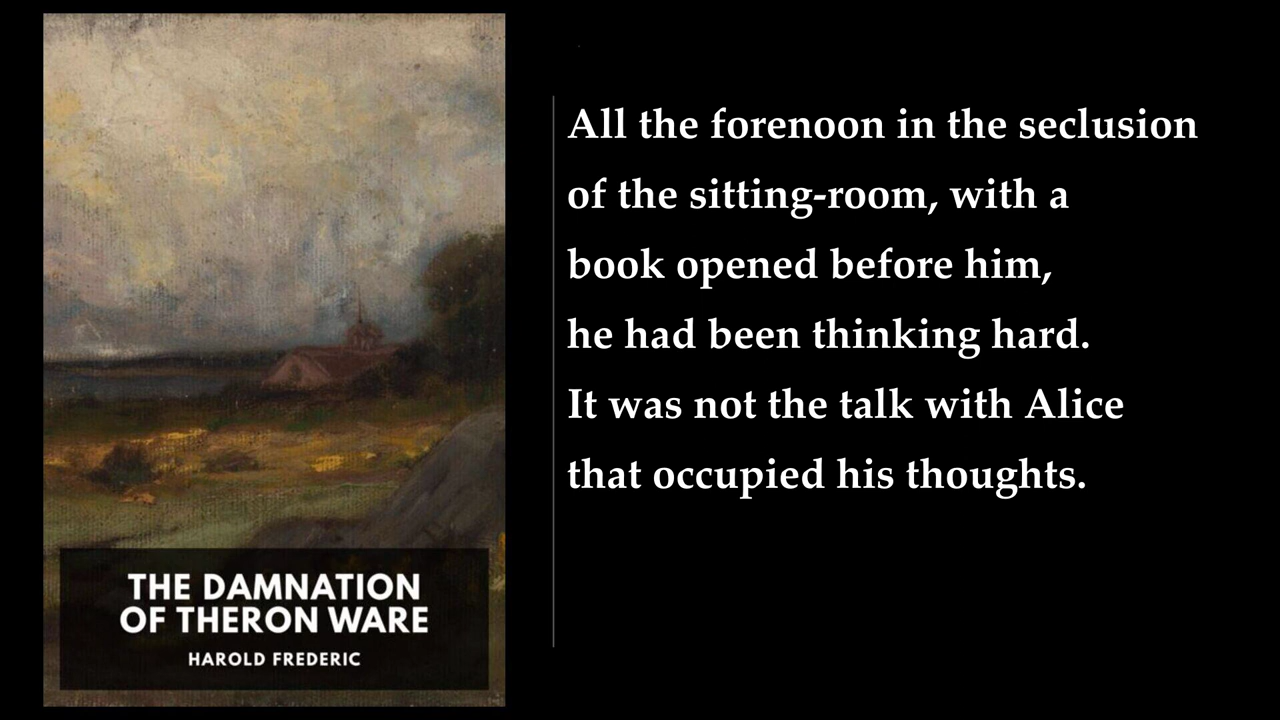 THE DAMNATION
OF THERON WARE
HAROLD FREDERIC
All the forenoon in the seclusion
of the sitting-room, with a
book opened before him,
he had been thinking hard.
It was not the talk with Alice
that occupied his thoughts.